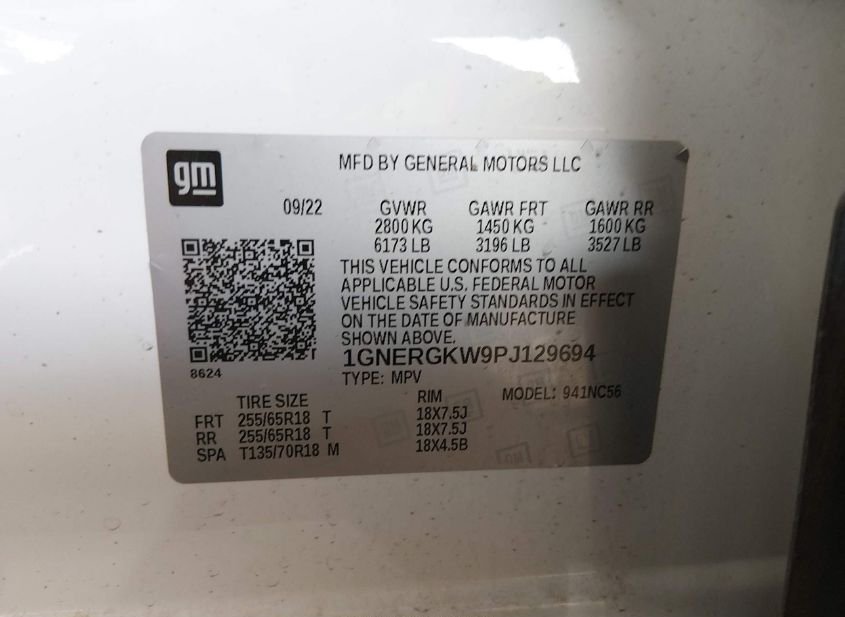 gm
MFD BY GENERAL MOTORS LLC
09/22 GVWR GAWR FRT GAWR RR
2800 KG 1450 KG 1600 KG
6173 LB 3196 LB 3527 LB
THIS VEHICLE CONFORMS TO ALL
APPLICABLE U.S. FEDERAL MOTOR
VEHICLE SAFETY STANDARDS IN EFFECT
ON THE DATE OF MANUFACTURE
SHOWN ABOVE.
1GNERGKW9PJ129694
8624
TYPE: MPV
TIRE SIZE RIM MODEL: 941NC56
FRT 255/65R18 T 18X7.5J
RR 255/65R18 T 18X7.5J
SPA T135/70R18 M 18X4.5B